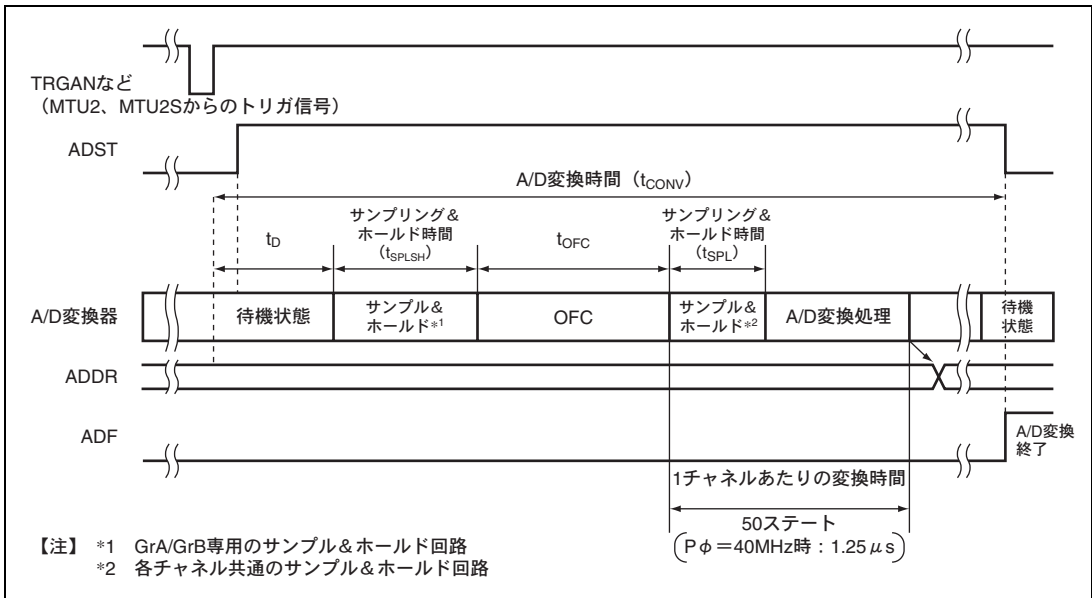 TRGANなど
（MTU2、MTU2Sからのトリガ信号）
ADST
A/D変換時間（tCONV）
サンプリング＆
ホールド時間
（tSPLSH）
サンプリング＆
ホールド時間
（tSPL）
tD
tOFC
A/D変換器
待機状態
サンプル＆
ホールド*1
OFC
サンプル＆
ホールド*2
A/D変換処理
待機
状態
ADDR
ADF
A/D変換
終了
1チャネルあたりの変換時間
50ステート
（Pφ＝40MHz時：1.25μs）
【注】 *1 GrA/GrB専用のサンプル＆ホールド回路
*2 各チャネル共通のサンプル＆ホールド回路